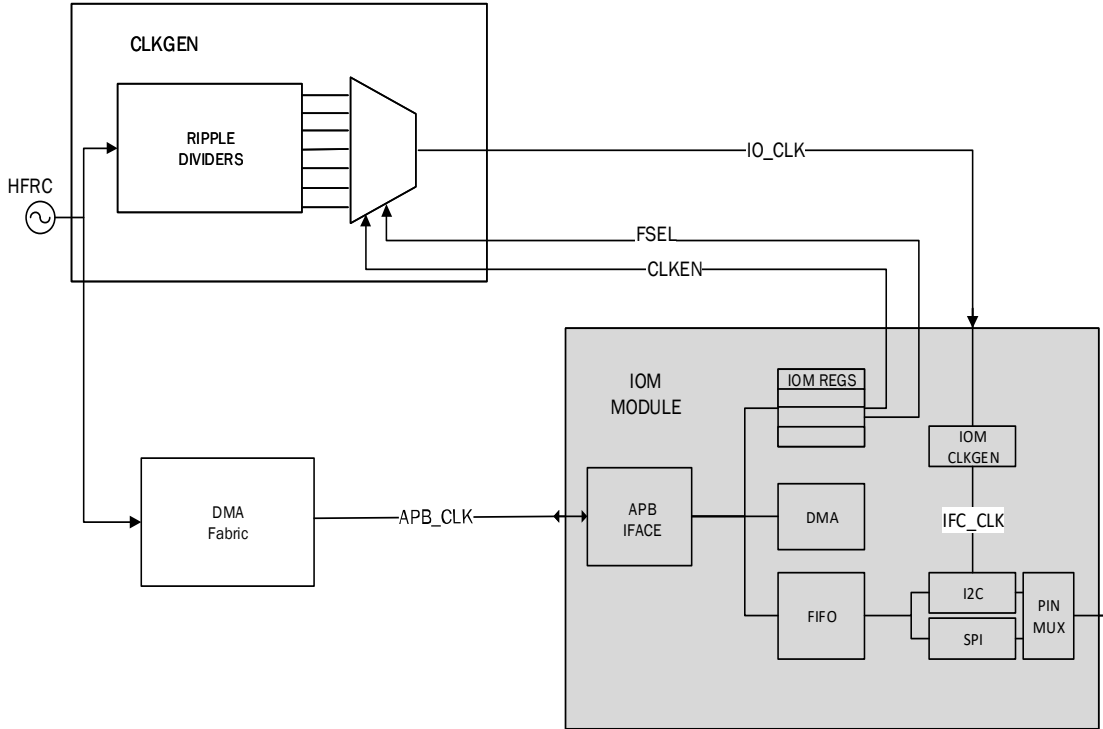 CLKGEN
RIPPLE
DIVIDERS
HFRC
IO_CLK
FSEL
CLKEN
IOM
MODULE
IOM REGS
IOM
CLKGEN
DMA
Fabric
APB_CLK
APB
IFACE
DMA
IFC_CLK
FIFO
I2C
SPI
PIN
MUX